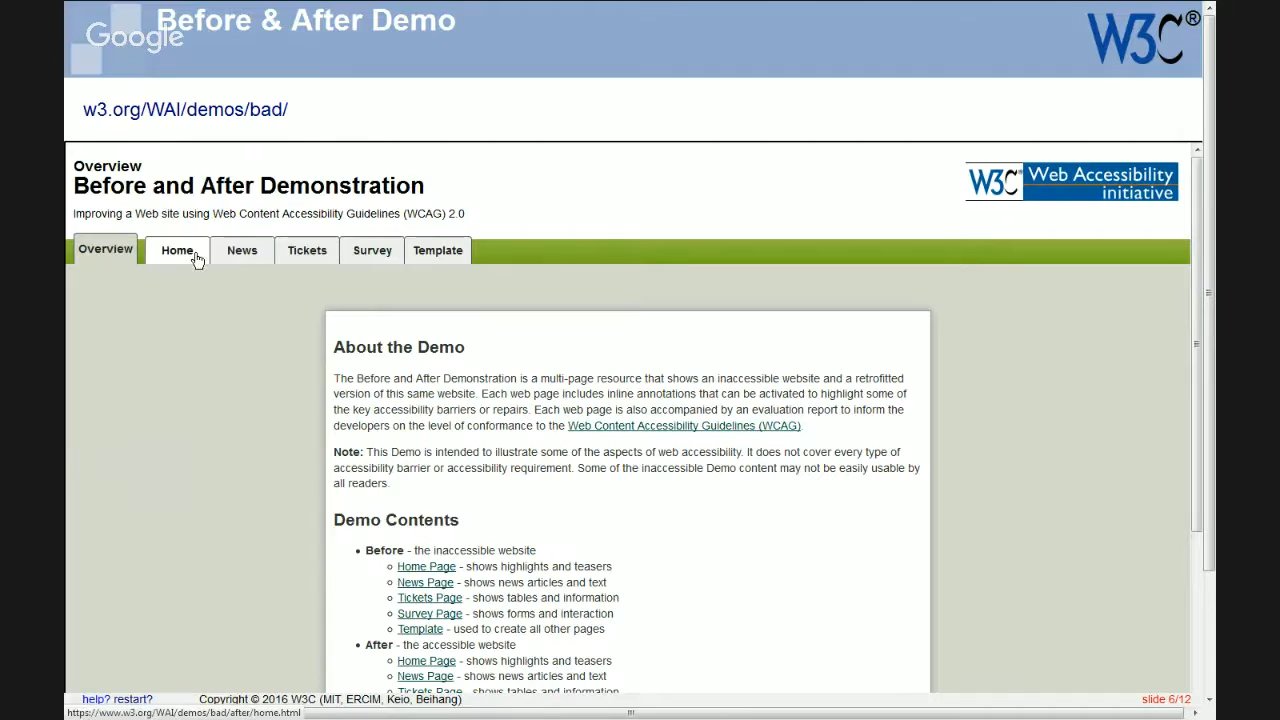 Before & After Demo
Google
W3C®
w3.org/WAI/demos/bad/
Overview
Before and After Demonstration
W3C Web Accessibility initiative
Improving a Web site using Web Content Accessibility Guidelines (WCAG) 2.0
Overview Home News Tickets Survey Template
About the Demo
The Before and After Demonstration is a multi-page resource that shows an inaccessible website and a retrofitted
version of this same website. Each web page includes inline annotations that can be activated to highlight some of
the key accessibility barriers or repairs. Each web page is also accompanied by an evaluation report to inform the
developers on the level of conformance to the Web Content Accessibility Guidelines (WCAG).
Note: This Demo is intended to illustrate some of the aspects of web accessibility. It does not cover every type of
accessibility barrier or accessibility requirement. Some of the inaccessible Demo content may not be easily usable by
all readers.
Demo Contents
• Before - the inaccessible website
Home Page - shows highlights and teasers
News Page - shows news articles and text
Tickets Page - shows tables and information
Survey Page - shows forms and interaction
Template - used to create all other pages
• After - the accessible website
Home Page - shows highlights and teasers
News Page - shows news articles and text
Tickets Page - shows tables and information
help? restart? Copyright © 2016 W3C (MIT, ERCIM, Keio, Beihang) slide 6/12
https://www.w3.org/WAI/demos/bad/after/home.html